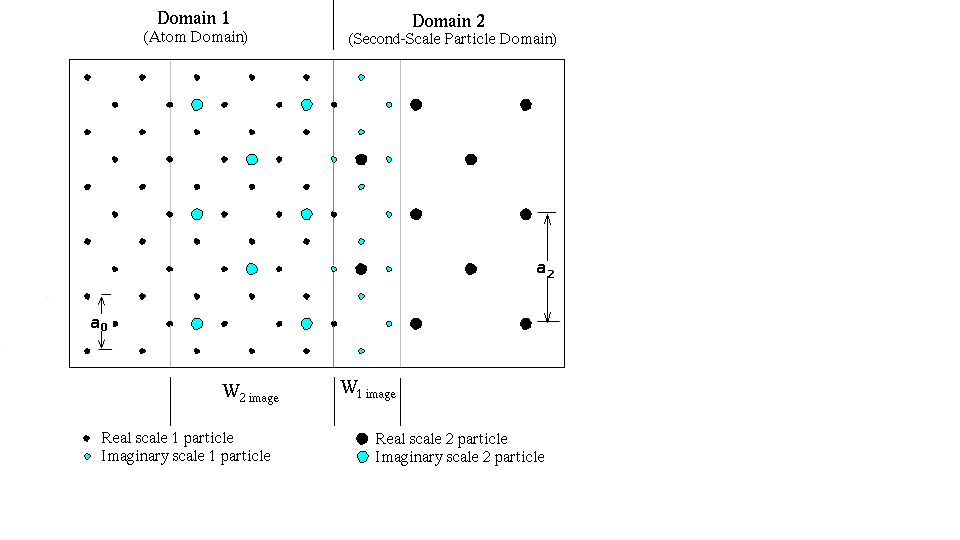 Domain 1
(Atom Domain)
Domain 2
(Second-Scale Particle Domain)
a2
a0
W2 image
W1 image
Real scale 1 particle
Imaginary scale 1 particle
Real scale 2 particle
Imaginary scale 2 particle